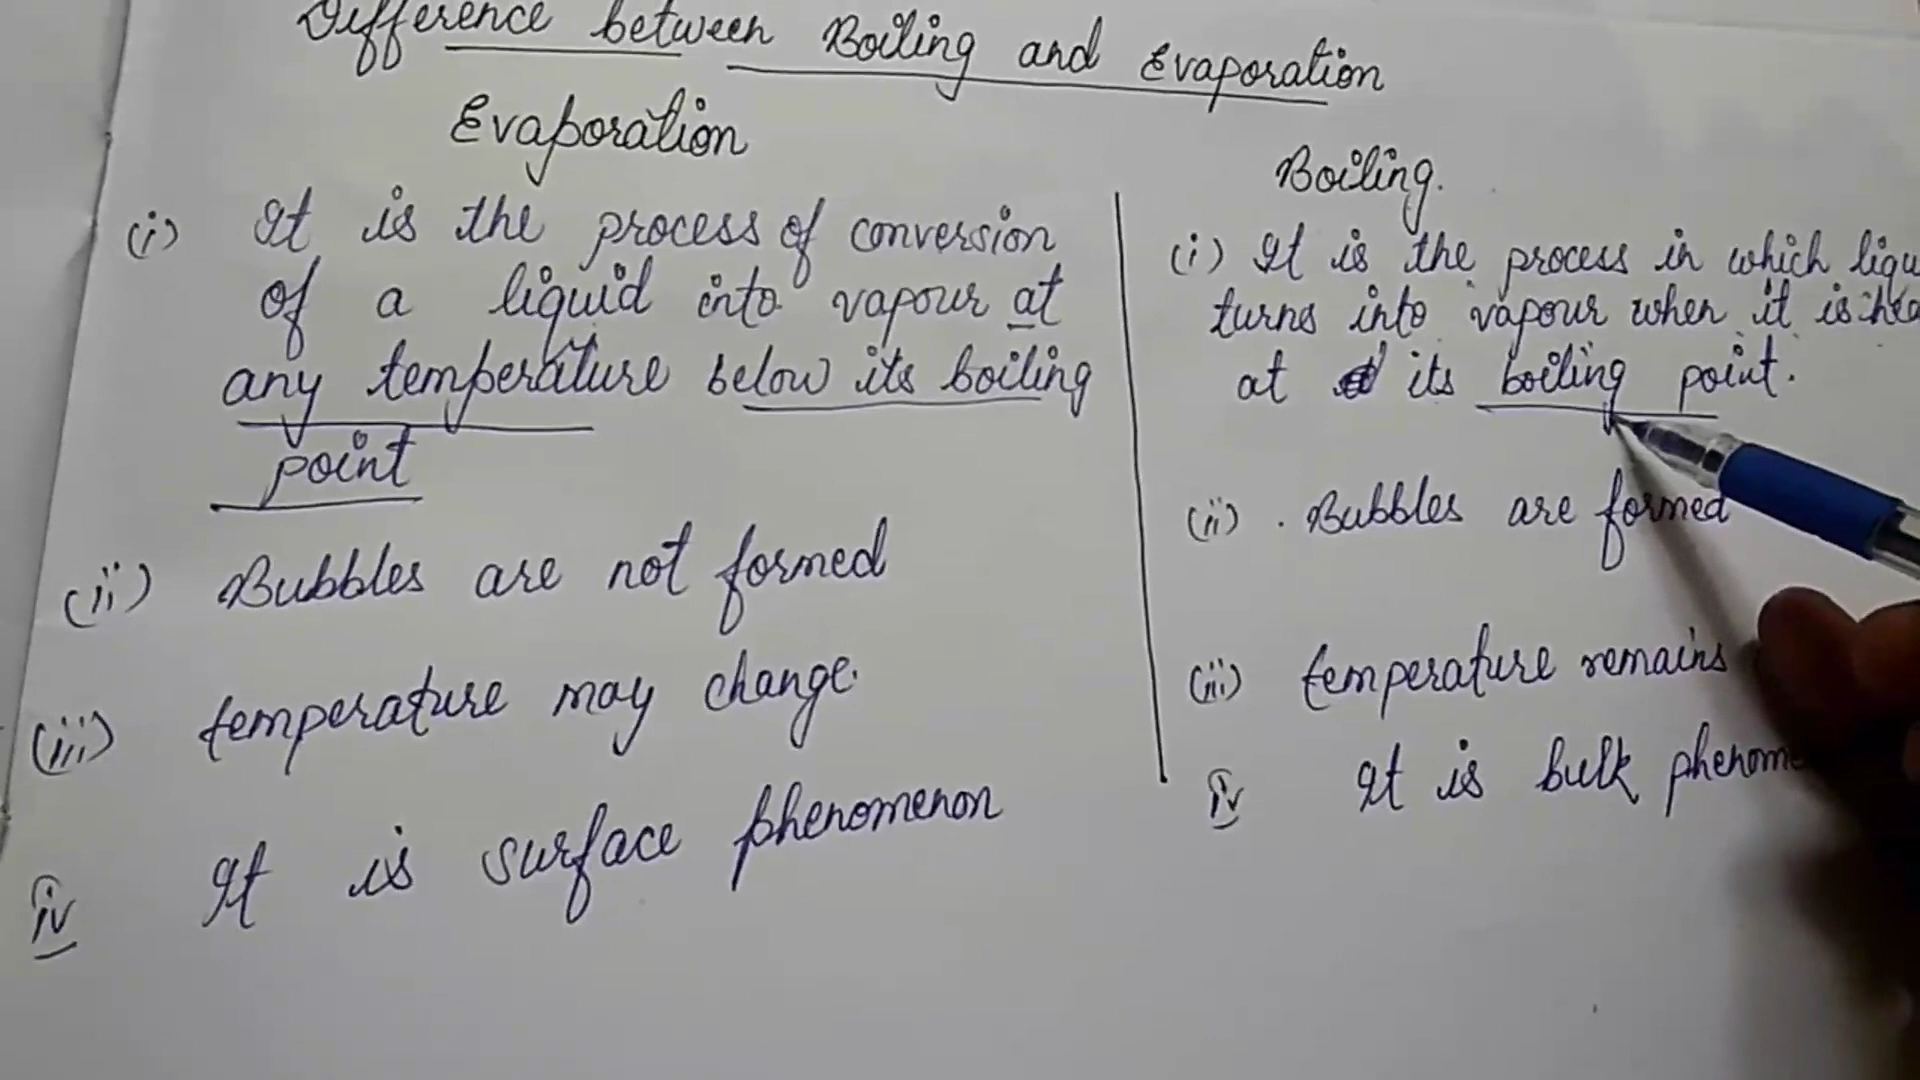 Difference between Boiling and Evaporation
Evaporation
(i) It is the process of conversion
of a liquid into vapour at
any temperature below its boiling
point
(ii) Bubbles are not formed
(iii) temperature may change.
iv It is surface phenomenon
Boiling.
(i) It is the process in which
turns into vapour when it is
at its boiling point.
(ii) . Bubbles are formed
(iii) temperature remains
iv It is bulk